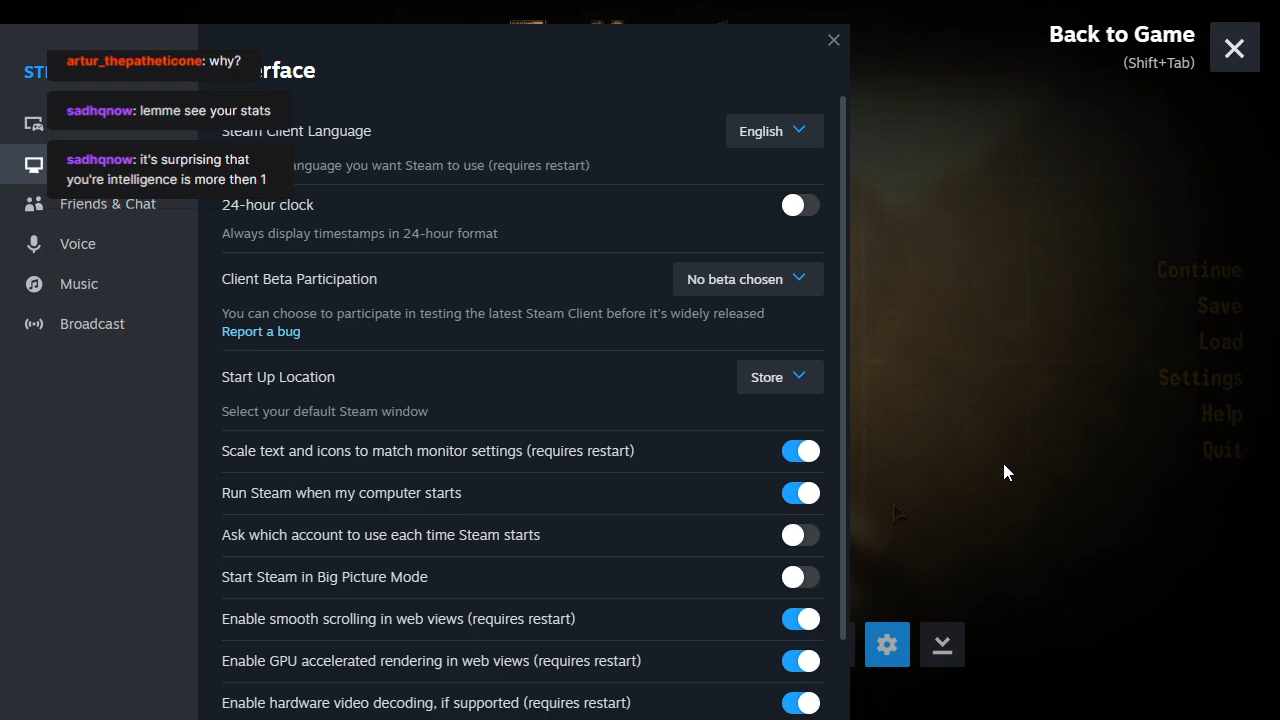 Back to Game
(Shift+Tab)
artur_thepatheticone: why?
sadhqnow: lemme see your stats
sadhqnow: it's surprising that
you're intelligence is more then 1
ST
Friends & Chat
Voice
Music
Broadcast
erface
Steam Client Language
English
anguage you want Steam to use (requires restart)
24-hour clock
Always display timestamps in 24-hour format
Client Beta Participation
No beta chosen
You can choose to participate in testing the latest Steam Client before it's widely released
Report a bug
Start Up Location
Store
Select your default Steam window
Scale text and icons to match monitor settings (requires restart)
Run Steam when my computer starts
Ask which account to use each time Steam starts
Start Steam in Big Picture Mode
Enable smooth scrolling in web views (requires restart)
Enable GPU accelerated rendering in web views (requires restart)
Enable hardware video decoding, if supported (requires restart)
Continue
Save
Load
Settings
Help
Quit